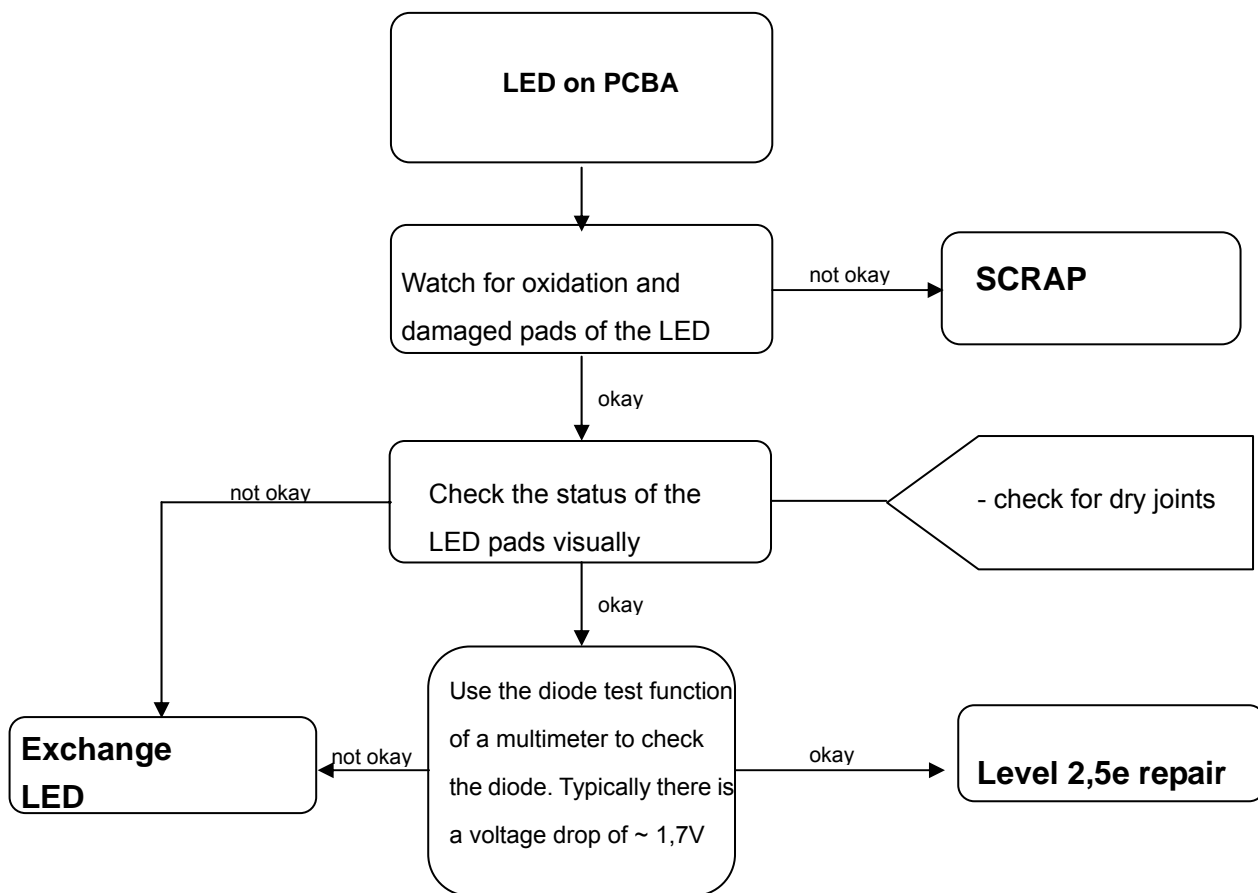 LED on PCBA
Watch for oxidation and
damaged pads of the LED
not okay
SCRAP
okay
Check the status of the
LED pads visually
not okay
- check for dry joints
okay
Use the diode test function
of a multimeter to check
the diode. Typically there is
a voltage drop of ~ 1,7V
not okay
Exchange
LED
okay
Level 2,5e repair